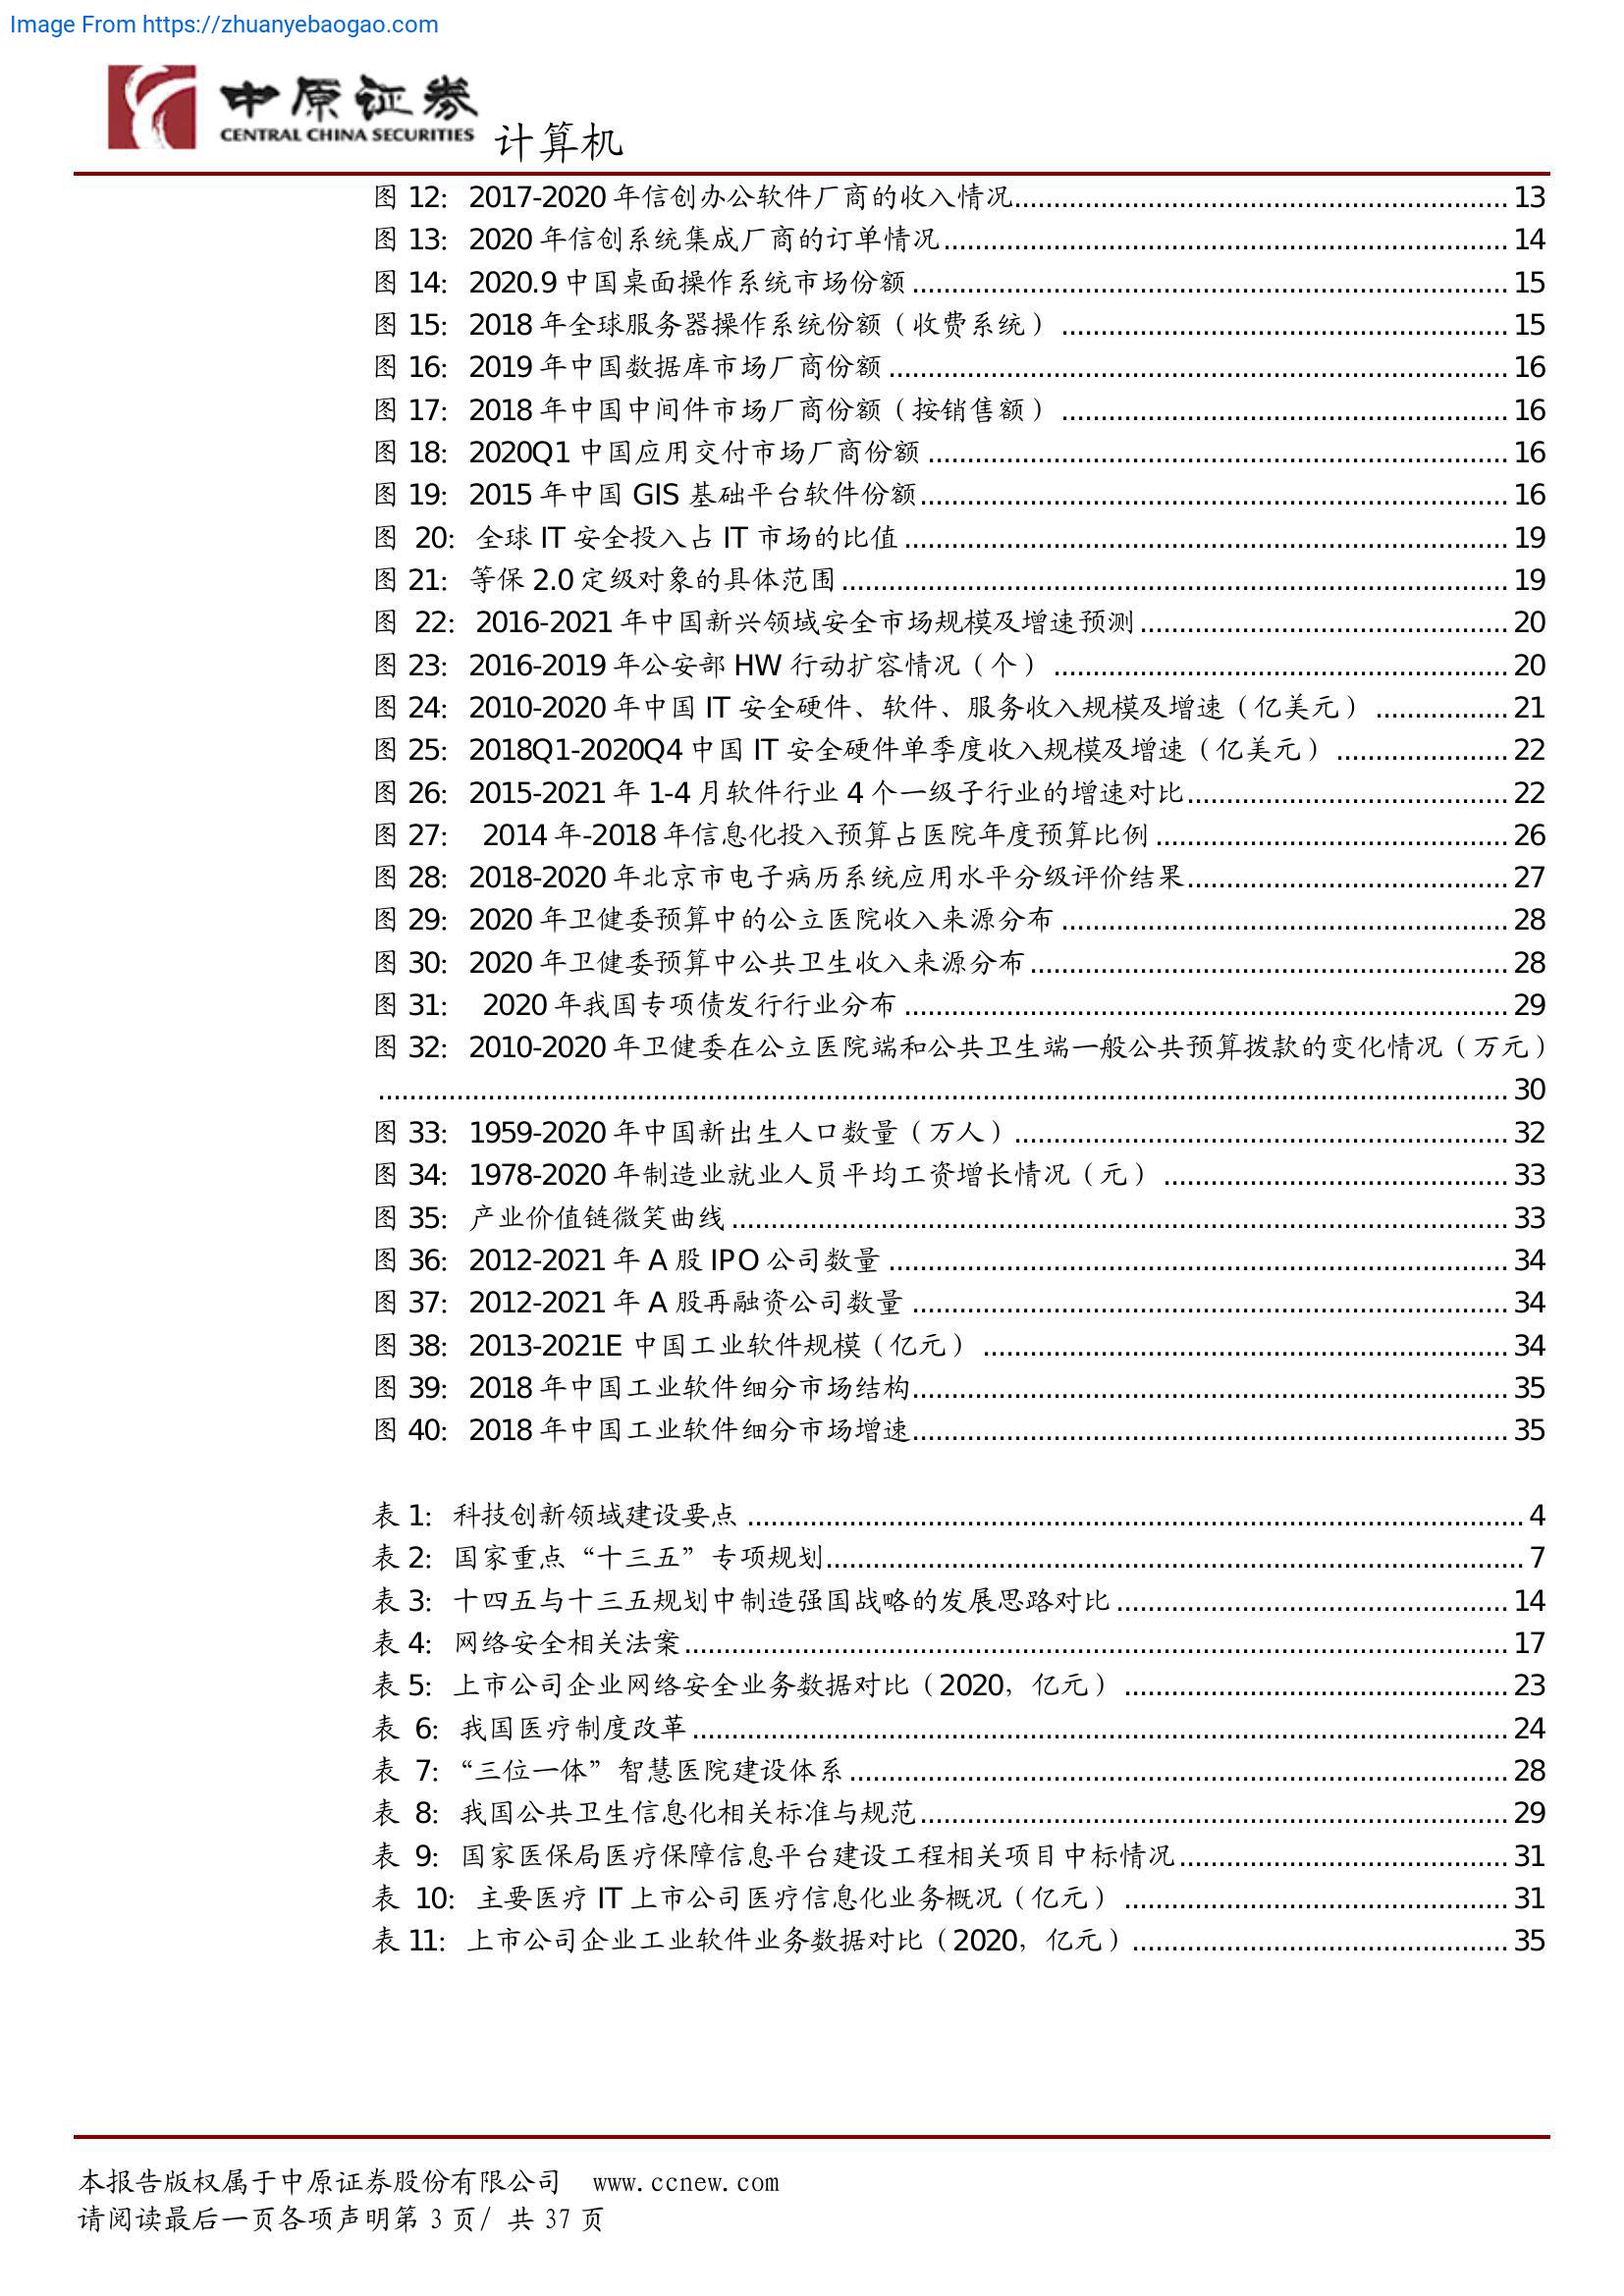 Image From https://zhuanyebaogao.com
中原证券
CENTRAL CHINA SECURITIES
计算机
图 12: 2017-2020 年信创办公软件厂商的收入情况 13
图 13: 2020 年信创系统集成厂商的订单情况 14
图 14: 2020.9 中国桌面操作系统市场份额 15
图 15: 2018 年全球服务器操作系统份额（收费系统） 15
图 16: 2019 年中国数据库市场厂商份额 16
图 17: 2018 年中国中间件市场厂商份额（按销售额） 16
图 18: 2020Q1 中国应用交付市场厂商份额 16
图 19: 2015 年中国 GIS 基础平台软件份额 16
图 20: 全球 IT 安全投入占 IT 市场的比值 19
图 21: 等保 2.0 定级对象的具体范围 19
图 22: 2016-2021 年中国新兴领域安全市场规模及增速预测 20
图 23: 2016-2019 年公安部 HW 行动扩容情况（个） 20
图 24: 2010-2020 年中国 IT 安全硬件、软件、服务收入规模及增速（亿美元） 21
图 25: 2018Q1-2020Q4 中国 IT 安全硬件单季度收入规模及增速（亿美元） 22
图 26: 2015-2021 年 1-4 月软件行业 4 个一级子行业的增速对比 22
图 27: 2014 年-2018 年信息化投入预算占医院年度预算比例 26
图 28: 2018-2020 年北京市电子病历系统应用水平分级评价结果 27
图 29: 2020 年卫健委预算中的公立医院收入来源分布 28
图 30: 2020 年卫健委预算中公共卫生收入来源分布 28
图 31: 2020 年我国专项债发行行业分布 29
图 32: 2010-2020 年卫健委在公立医院端和公共卫生端一般公共预算拨款的变化情况（万元）
30
图 33: 1959-2020 年中国新出生人口数量（万人） 32
图 34: 1978-2020 年制造业就业人员平均工资增长情况（元） 33
图 35: 产业价值链微笑曲线 33
图 36: 2012-2021 年 A 股 IPO 公司数量 34
图 37: 2012-2021 年 A 股再融资公司数量 34
图 38: 2013-2021E 中国工业软件规模（亿元） 34
图 39: 2018 年中国工业软件细分市场结构 35
图 40: 2018 年中国工业软件细分市场增速 35
表 1: 科技创新领域建设要点 4
表 2: 国家重点“十三五”专项规划 7
表 3: 十四五与十三五规划中制造强国战略的发展思路对比 14
表 4: 网络安全相关法案 17
表 5: 上市公司企业网络安全业务数据对比（2020，亿元） 23
表 6: 我国医疗制度改革 24
表 7: “三位一体”智慧医院建设体系 28
表 8: 我国公共卫生信息化相关标准与规范 29
表 9: 国家医保局医疗保障信息平台建设工程相关项目中标情况 31
表 10: 主要医疗 IT 上市公司医疗信息化业务概况（亿元） 31
表 11: 上市公司企业工业软件业务数据对比（2020，亿元） 35
本报告版权属于中原证券股份有限公司 www.ccnew.com
请阅读最后一页各项声明第 3 页/ 共 37 页